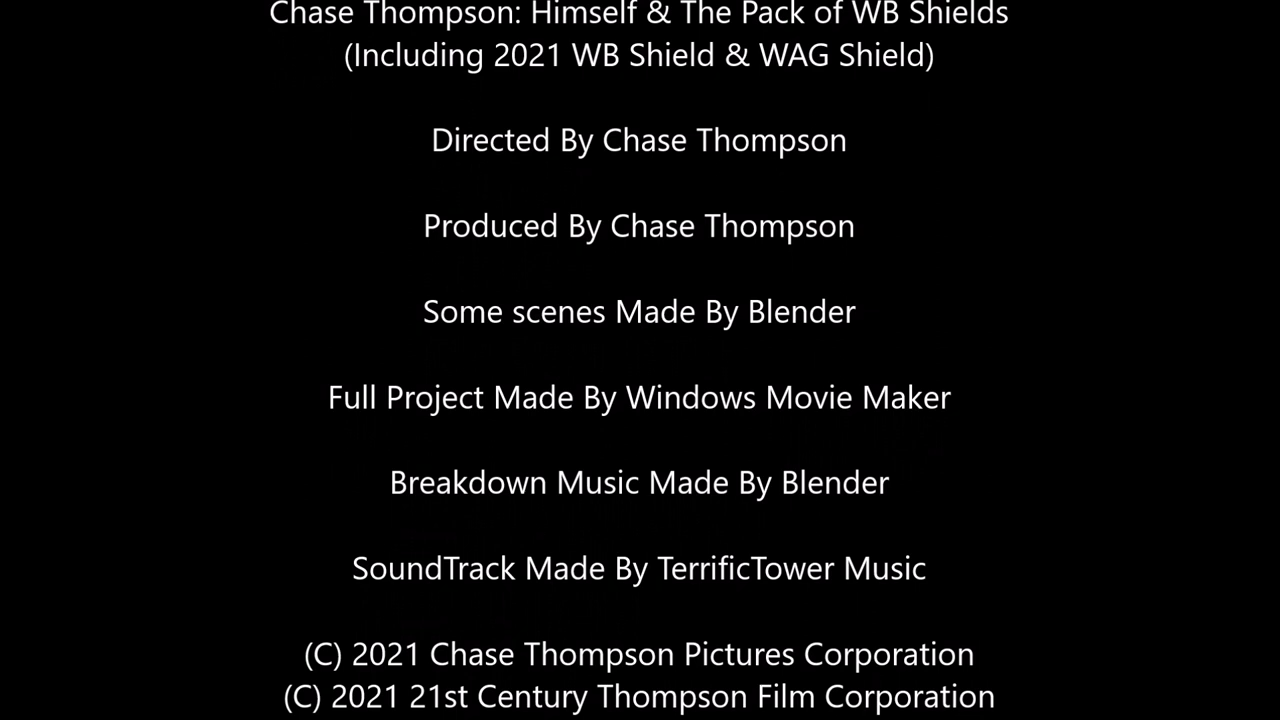 Chase Thompson: Himself & The Pack of WB Shields
(Including 2021 WB Shield & WAG Shield)
Directed By Chase Thompson
Produced By Chase Thompson
Some scenes Made By Blender
Full Project Made By Windows Movie Maker
Breakdown Music Made By Blender
SoundTrack Made By TerrificTower Music
(C) 2021 Chase Thompson Pictures Corporation
(C) 2021 21st Century Thompson Film Corporation